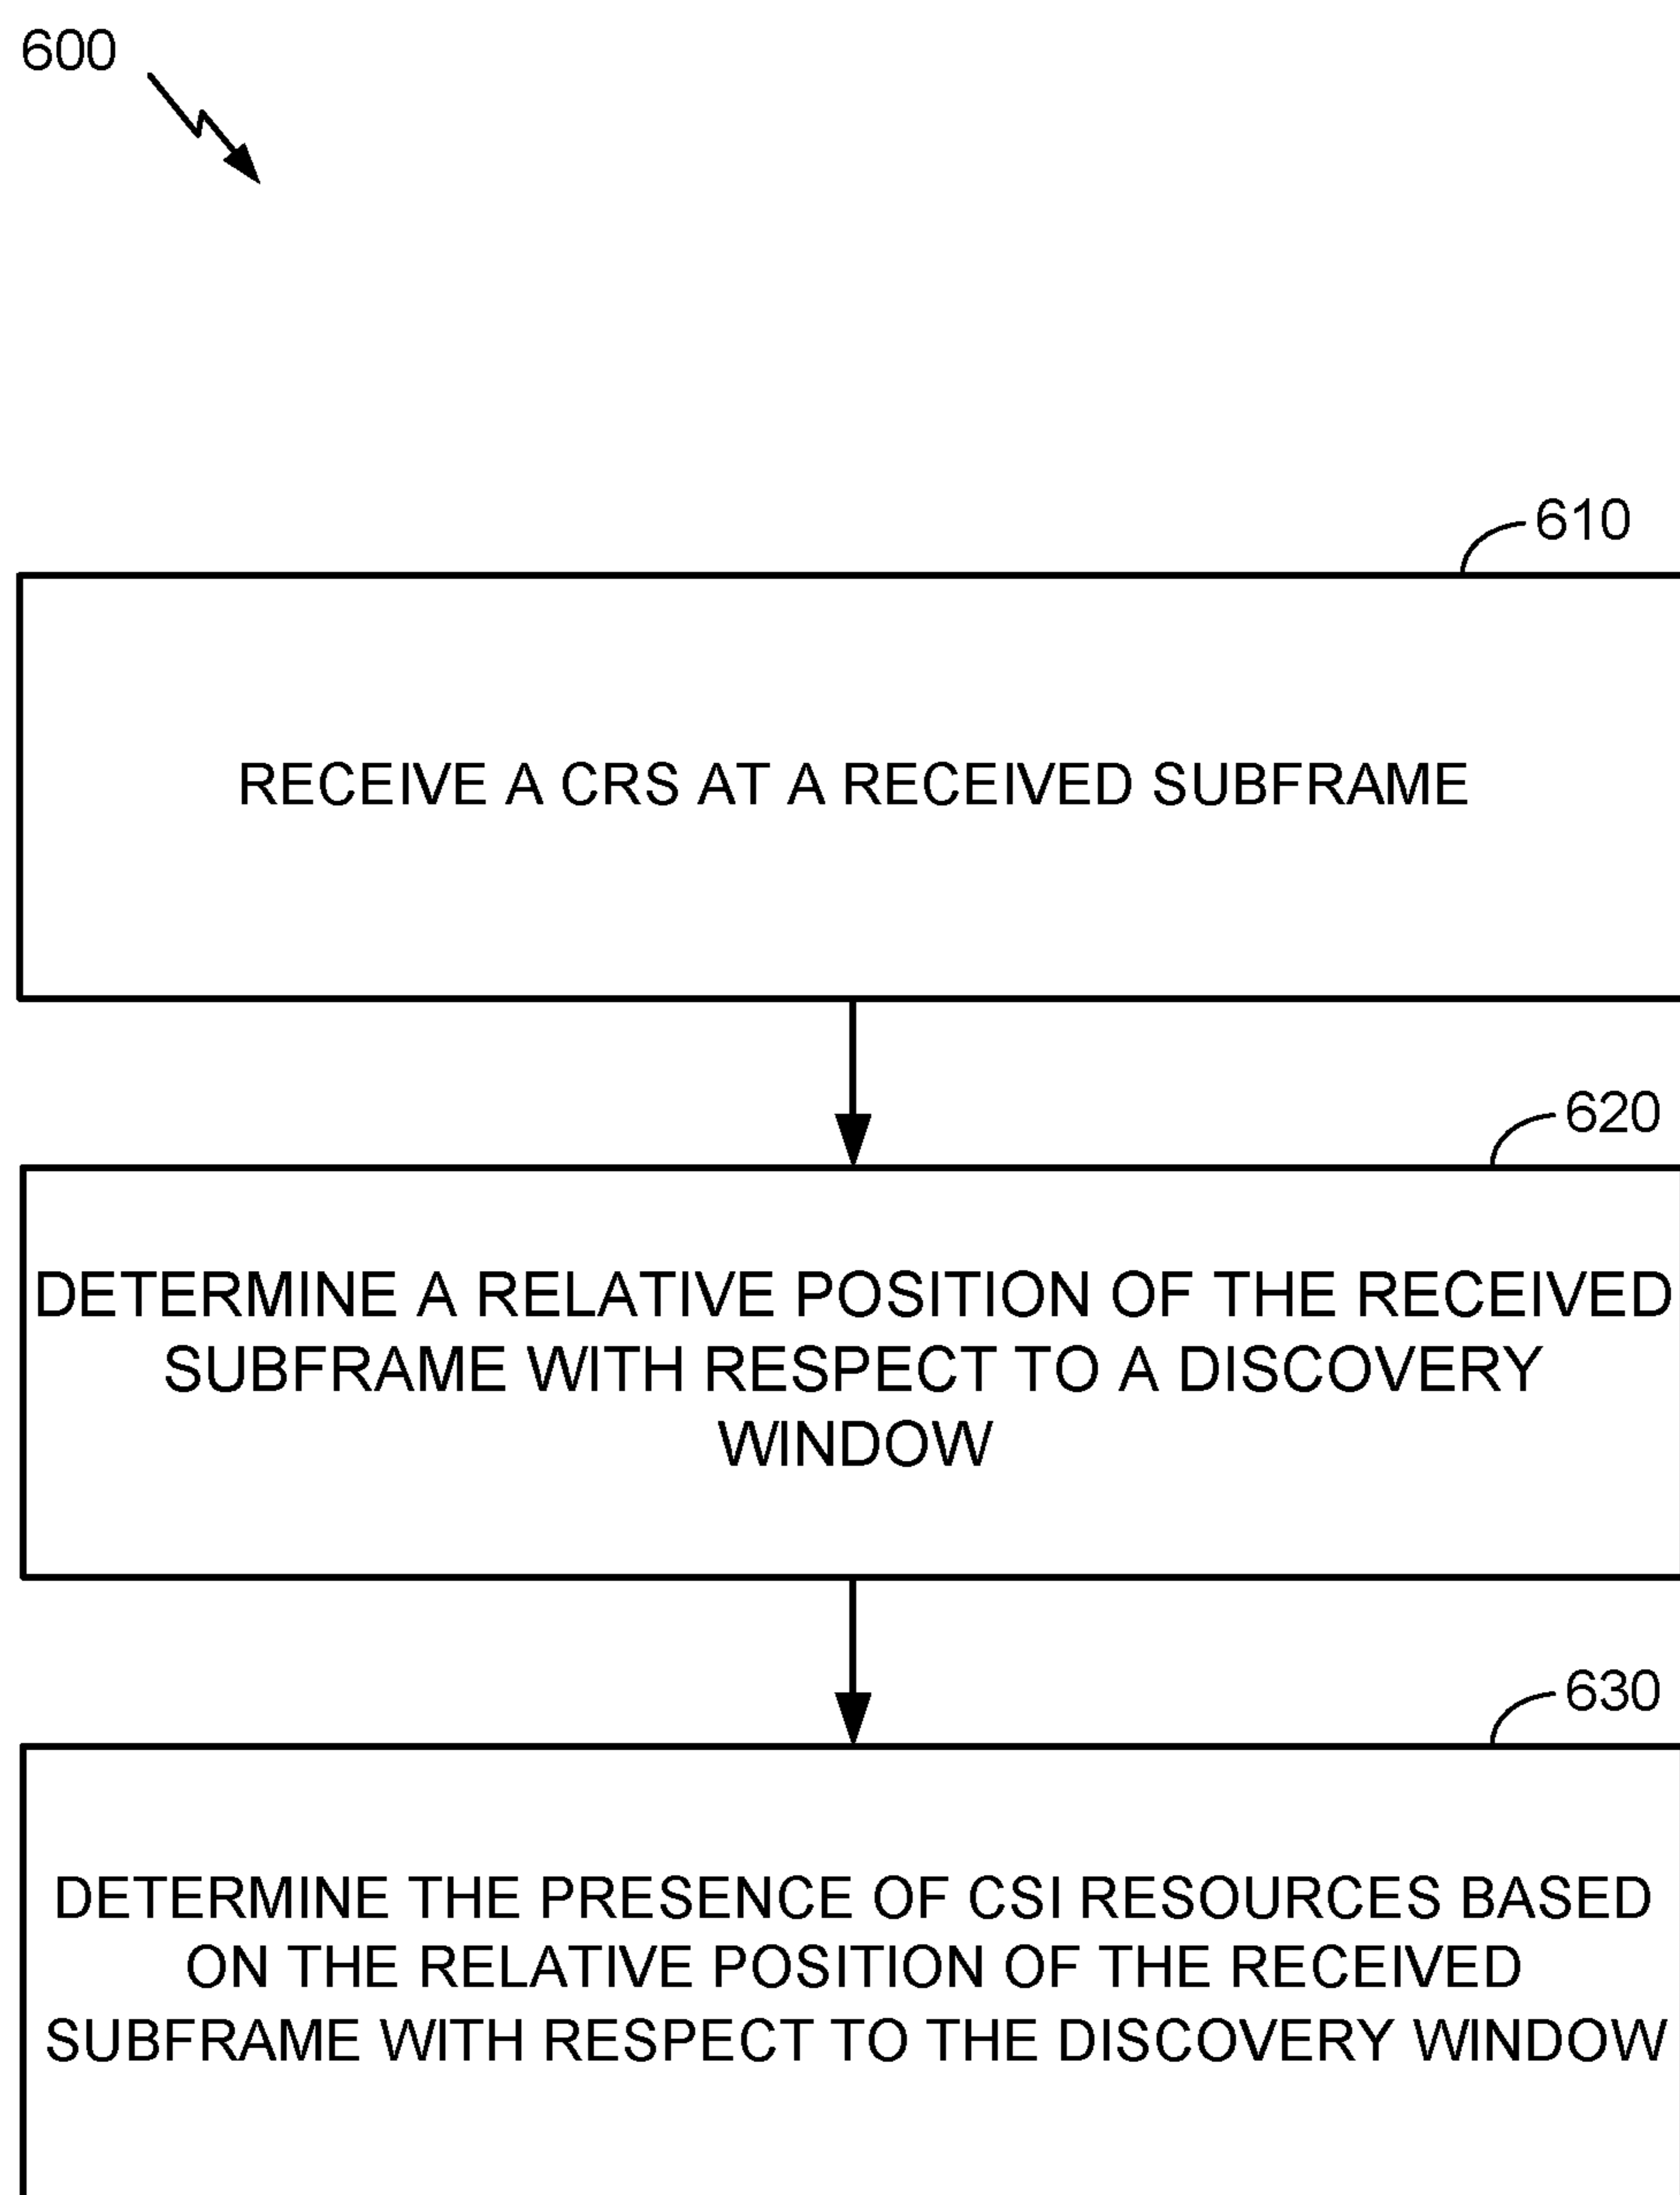 600
610
RECEIVE A CRS AT A RECEIVED SUBFRAME
620
DETERMINE A RELATIVE POSITION OF THE RECEIVED
SUBFRAME WITH RESPECT TO A DISCOVERY
WINDOW
630
DETERMINE THE PRESENCE OF CSI RESOURCES BASED
ON THE RELATIVE POSITION OF THE RECEIVED
SUBFRAME WITH RESPECT TO THE DISCOVERY WINDOW